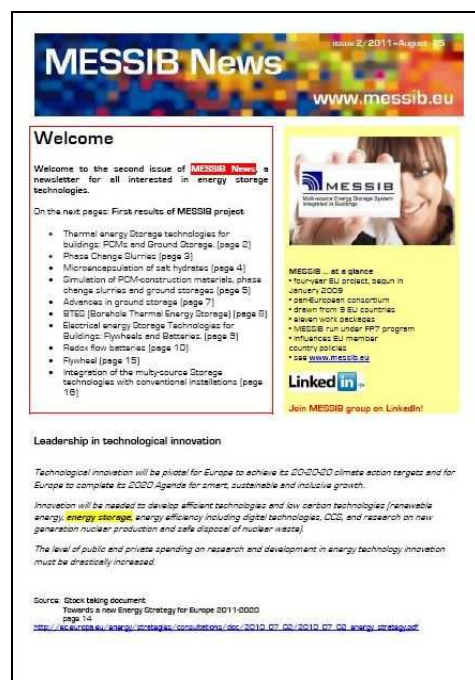 issue 2/2011-August
MESSIB News
www.messib.eu
Welcome
Welcome to the second issue of MESSIB News, a
newsletter for all interested in energy storage
technologies.
On the next pages: First results of MESSIB project
• Thermal energy Storage technologies for
buildings: PCMs and Ground Storage. (page 2)
• Phase Change Slurries (page 3)
• Microencapsulation of salt hydrates (page 4)
• Simulation of PCM-construction materials, phase
change slurries and ground storages (page 5)
• Advances in ground storage (page 7)
• BTEC (Borehole Thermal Energy Storage) (page 8)
• Electrical energy Storage Technologies for
Buildings: Flywheels and Batteries. (page 9)
• Redox flow batteries (page 10)
• Flywheel (page 15)
• Integration of the multy-source Storage
technologies with conventional installations (page
16)
MESSIB
Multi-source Energy Storage System
Integrated in Buildings
MESSIB ... at a glance
• four-year EU project, begun in
January 2009
• pan-European consortium
• drawn from 9 EU countries
• eleven work packages
• MESSIB run under FP7 program
• influences EU member
country policies
• see www.messib.eu
Linked in
Join MESSIB group on LinkedIn!
Leadership in technological innovation
Technological innovation will be pivotal for Europe to achieve its 20-20-20 climate action targets and for
Europe to complete its 2020 Agenda for smart, sustainable and inclusive growth.
Innovation will be needed to develop efficient technologies and low carbon technologies (renewable
energy, energy storage, energy efficiency including digital technologies, CCS, and research on new
generation nuclear production and safe disposal of nuclear waste).
The level of public and private spending on research and development in energy technology innovation
must be drastically increased.
Source: Stock taking document
Towards a new Energy Strategy for Europe 2011-2020
page 14
http://ec.europa.eu/energy/strategies/consultations/doc/2010_07_02/2010_07_02_energy_strategy.pdf